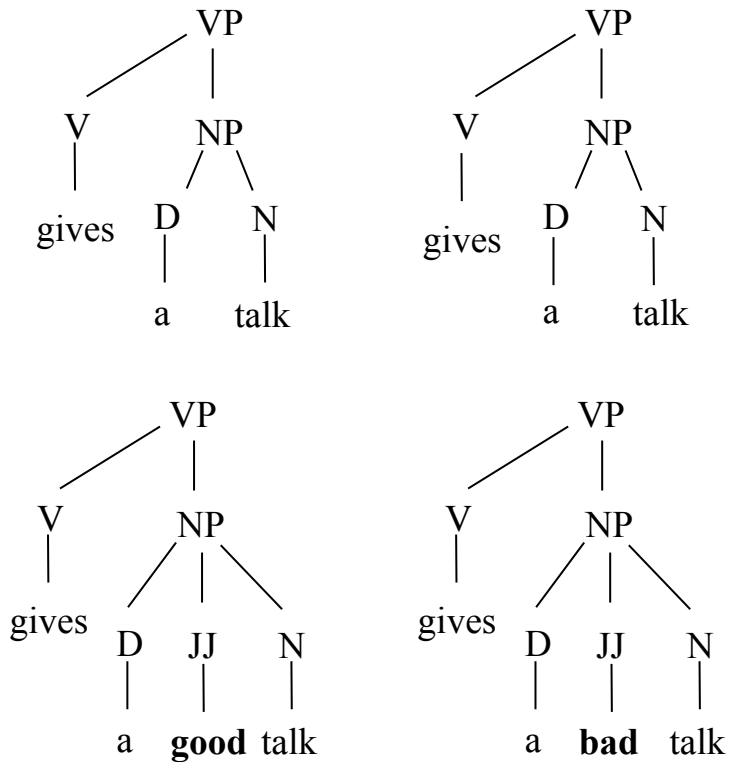 VP VP
V NP V NP
gives D N gives D N
a talk a talk
VP VP
V NP V NP
gives D JJ N gives D JJ N
a good talk a bad talk